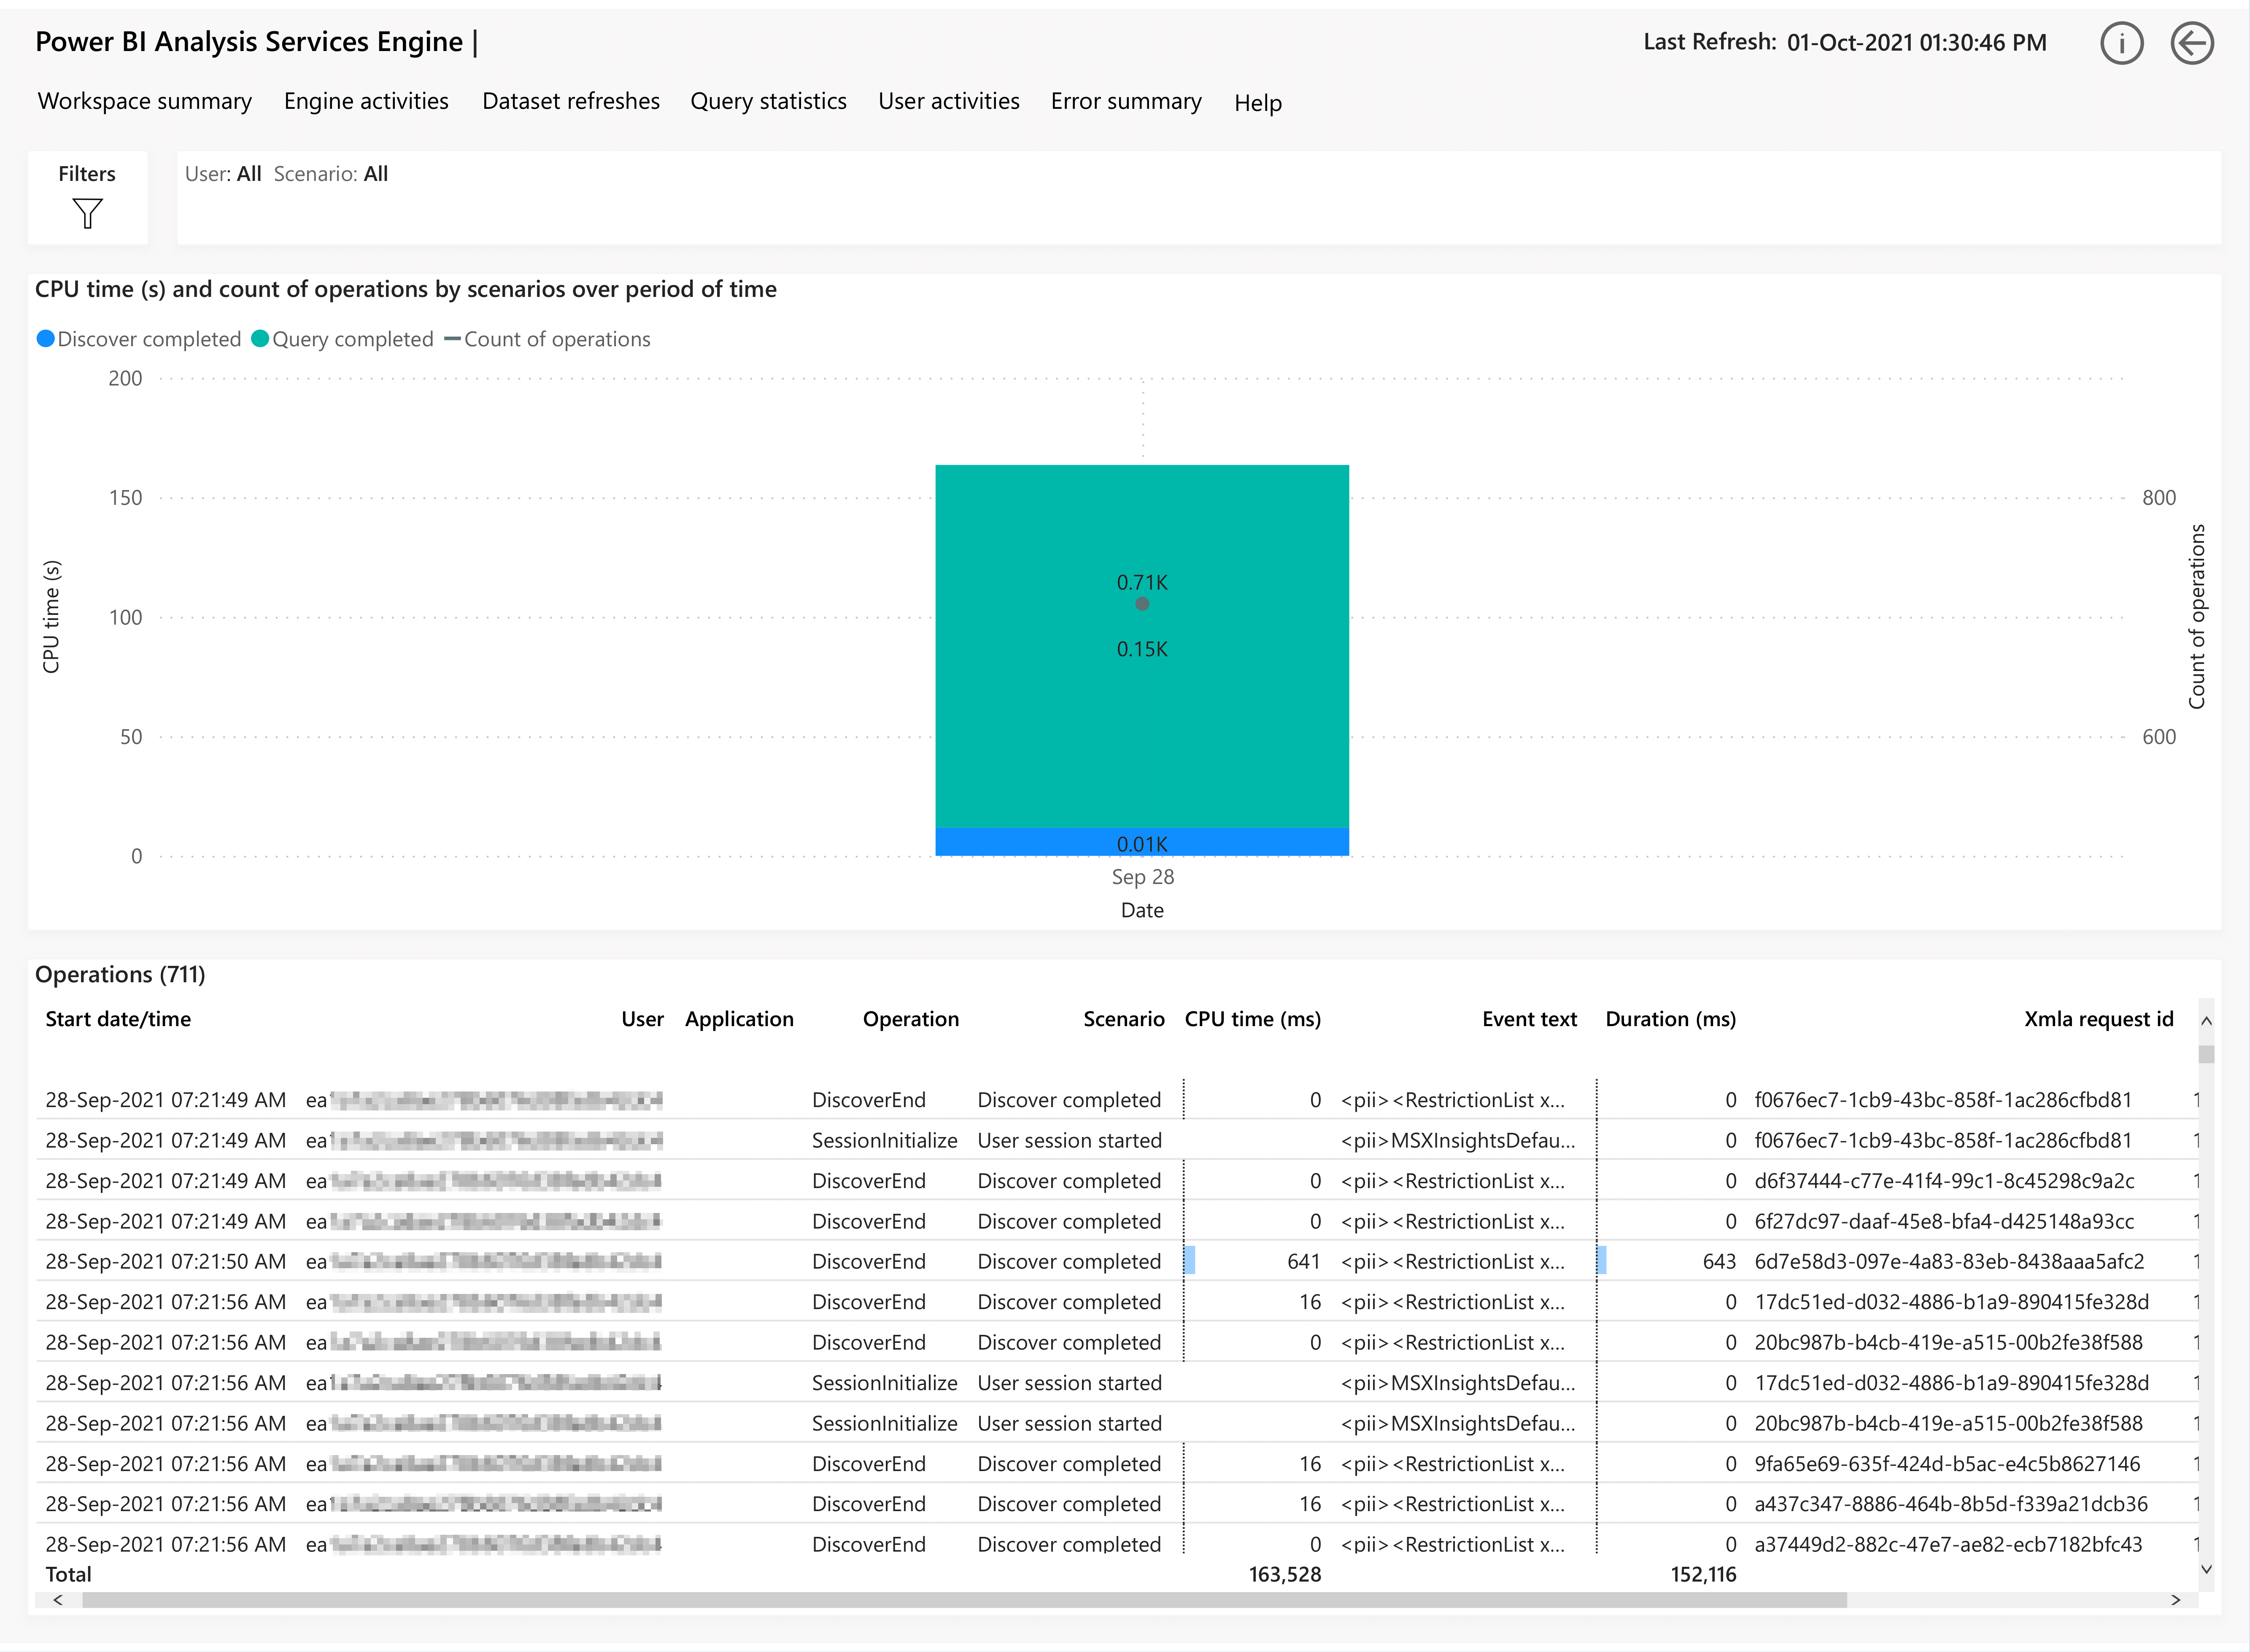 Power BI Analysis Services Engine |
Last Refresh: 01-Oct-2021 01:30:46 PM
Workspace summary Engine activities Dataset refreshes Query statistics User activities Error summary Help
Filters
User: All Scenario: All
CPU time (s) and count of operations by scenarios over period of time
Discover completed Query completed Count of operations
200
150 800
0.71K
100
0.15K
50 600
0.01K
0
CPU time (s)
Count of operations
Sep 28
Date
Operations (711)
Start date/time User Application Operation Scenario CPU time (ms) Event text Duration (ms) Xmla request id
28-Sep-2021 07:21:49 AM ea DiscoverEnd Discover completed 0 <pii><RestrictionList x... 0 f0676ec7-1cb9-43bc-858f-1ac286cfbd81 1
28-Sep-2021 07:21:49 AM ea SessionInitialize User session started <pii>MSXInsightsDefau... 0 f0676ec7-1cb9-43bc-858f-1ac286cfbd81 1
28-Sep-2021 07:21:49 AM ea DiscoverEnd Discover completed 0 <pii><RestrictionList x... 0 d6f37444-c77e-41f4-99c1-8c45298c9a2c 1
28-Sep-2021 07:21:49 AM ea DiscoverEnd Discover completed 0 <pii><RestrictionList x... 0 6f27dc97-daaf-45e8-bfa4-d425148a93cc 1
28-Sep-2021 07:21:50 AM ea DiscoverEnd Discover completed 641 <pii><RestrictionList x... 643 6d7e58d3-097e-4a83-83eb-8438aaa5afc2 1
28-Sep-2021 07:21:56 AM ea DiscoverEnd Discover completed 16 <pii><RestrictionList x... 0 17dc51ed-d032-4886-b1a9-890415fe328d 1
28-Sep-2021 07:21:56 AM ea DiscoverEnd Discover completed 0 <pii><RestrictionList x... 0 20bc987b-b4cb-419e-a515-00b2fe38f588 1
28-Sep-2021 07:21:56 AM ea SessionInitialize User session started <pii>MSXInsightsDefau... 0 17dc51ed-d032-4886-b1a9-890415fe328d 1
28-Sep-2021 07:21:56 AM ea SessionInitialize User session started <pii>MSXInsightsDefau... 0 20bc987b-b4cb-419e-a515-00b2fe38f588 1
28-Sep-2021 07:21:56 AM ea DiscoverEnd Discover completed 16 <pii><RestrictionList x... 0 9fa65e69-635f-424d-b5ac-e4c5b8627146 1
28-Sep-2021 07:21:56 AM ea DiscoverEnd Discover completed 16 <pii><RestrictionList x... 0 a437c347-8886-464b-8b5d-f339a21dcb36 1
28-Sep-2021 07:21:56 AM ea DiscoverEnd Discover completed 0 <pii><RestrictionList x... 0 a37449d2-882c-47e7-ae82-ecb7182bfc43 1
Total 163,528 152,116